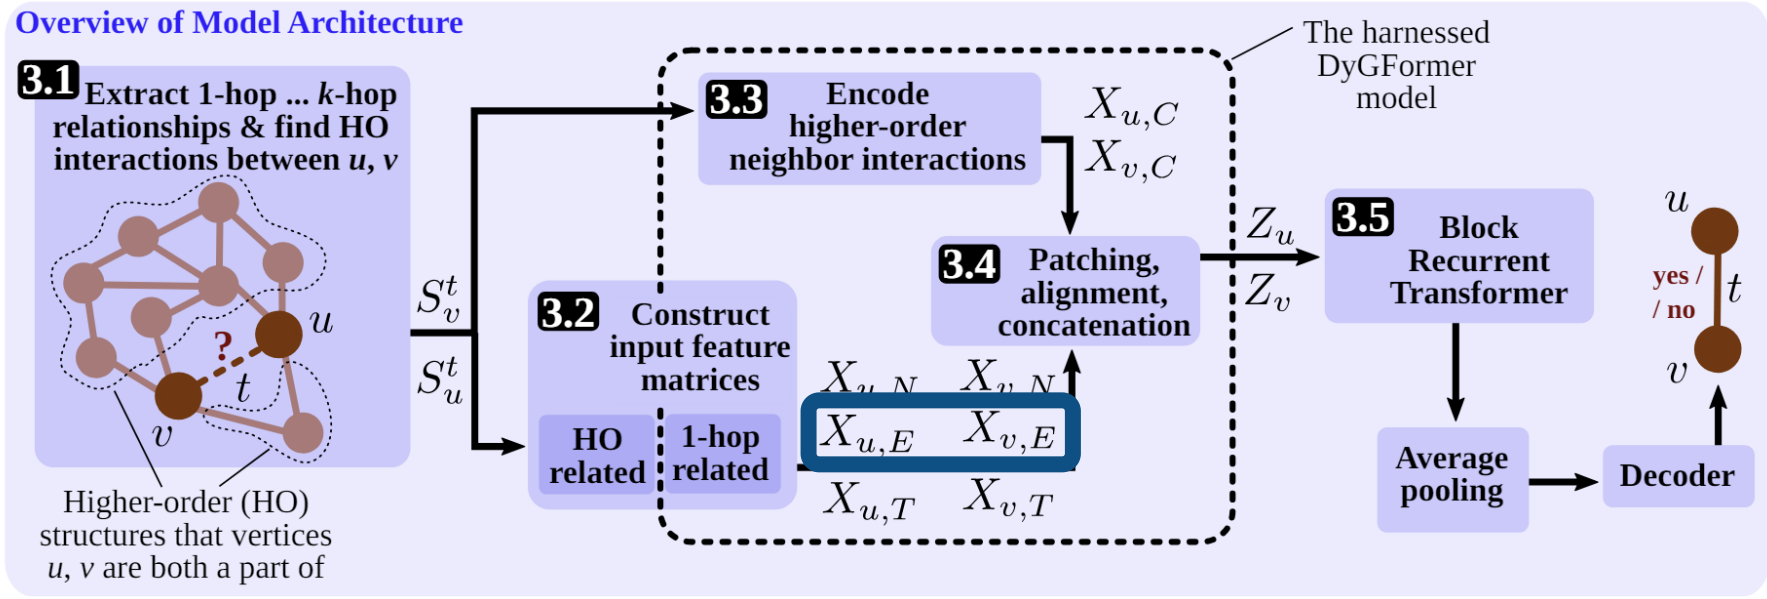 Overview of Model Architecture
3.1
Extract 1-hop ... k-hop
relationships & find HO
interactions between u, v
?
u
t
v
Higher-order (HO)
structures that vertices
u, v are both a part of
S_v^t
S_u^t
3.2
Construct
input feature
matrices
HO
related
1-hop
related
3.3
Encode
higher-order
neighbor interactions
X_{u,C}
X_{v,C}
The harnessed
DyGFormer
model
X_{u,N} X_{v,N}
X_{u,E} X_{v,E}
X_{u,T} X_{v,T}
3.4
Patching,
alignment,
concatenation
Z_u
Z_v
3.5
Block
Recurrent
Transformer
Average
pooling
Decoder
u
yes /
/ no
t
v